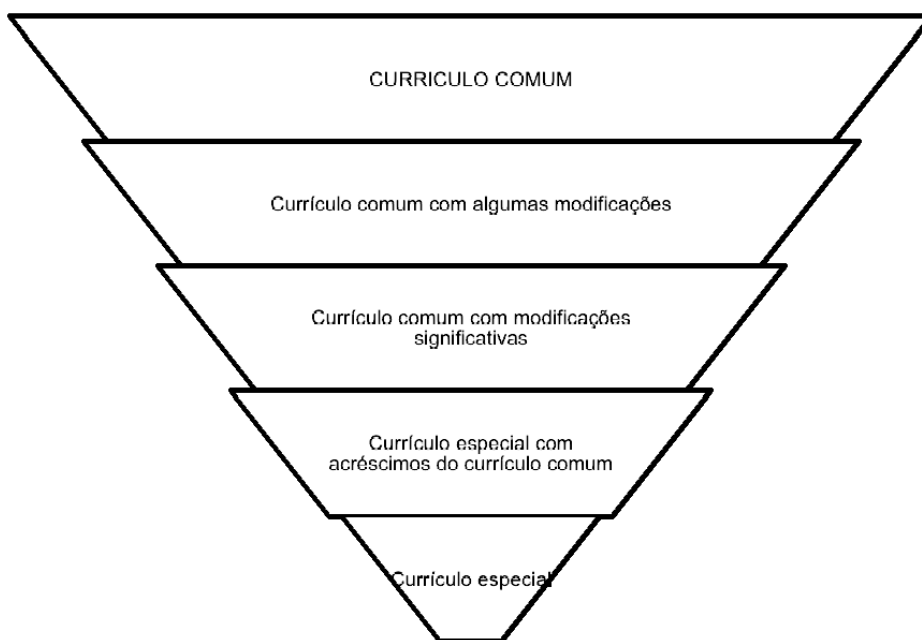 CURRICULO COMUM
Currículo comum com algumas modificações
Currículo comum com modificações
significativas
Currículo especial com
acréscimos do currículo comum
Currículo especial